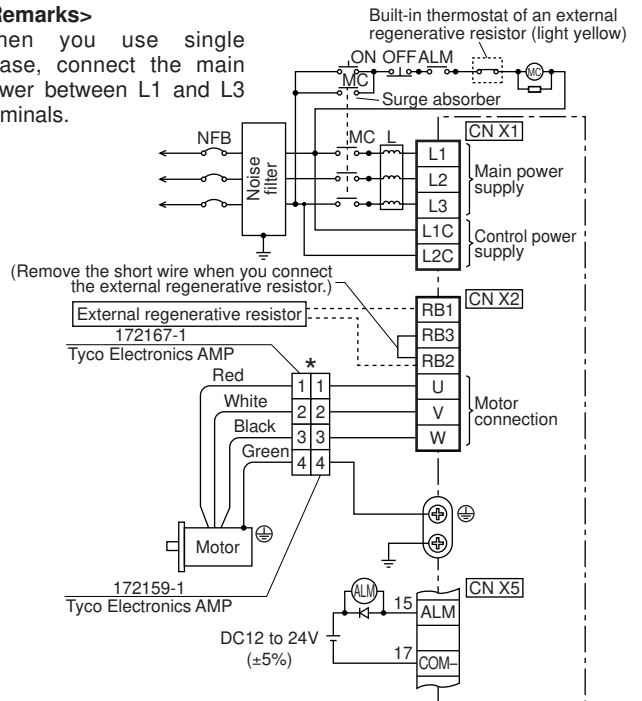 Remarks>
you use single
connect the main
between L1 and L3
Built-in thermostat of an external
regenerative resistor (light yellow)
ON OFF ALM
MC
MC
Surge absorber
NFB
Noise
filter
MC L
CN X1
L1
L2
L3
L1C
L2C
Main power
supply
Control power
supply
(Remove the short wire when you connect
the external regenerative resistor.)
External regenerative resistor
CN X2
RB1
RB3
RB2
U
V
W
Motor
connection
172167-1
Tyco Electronics AMP
*
Red
White
Black
Green
1 1
2 2
3 3
4 4
Motor
172159-1
Tyco Electronics AMP
CN X5
ALM
15 ALM
DC12 to 24V
(±5%)
17 COM–